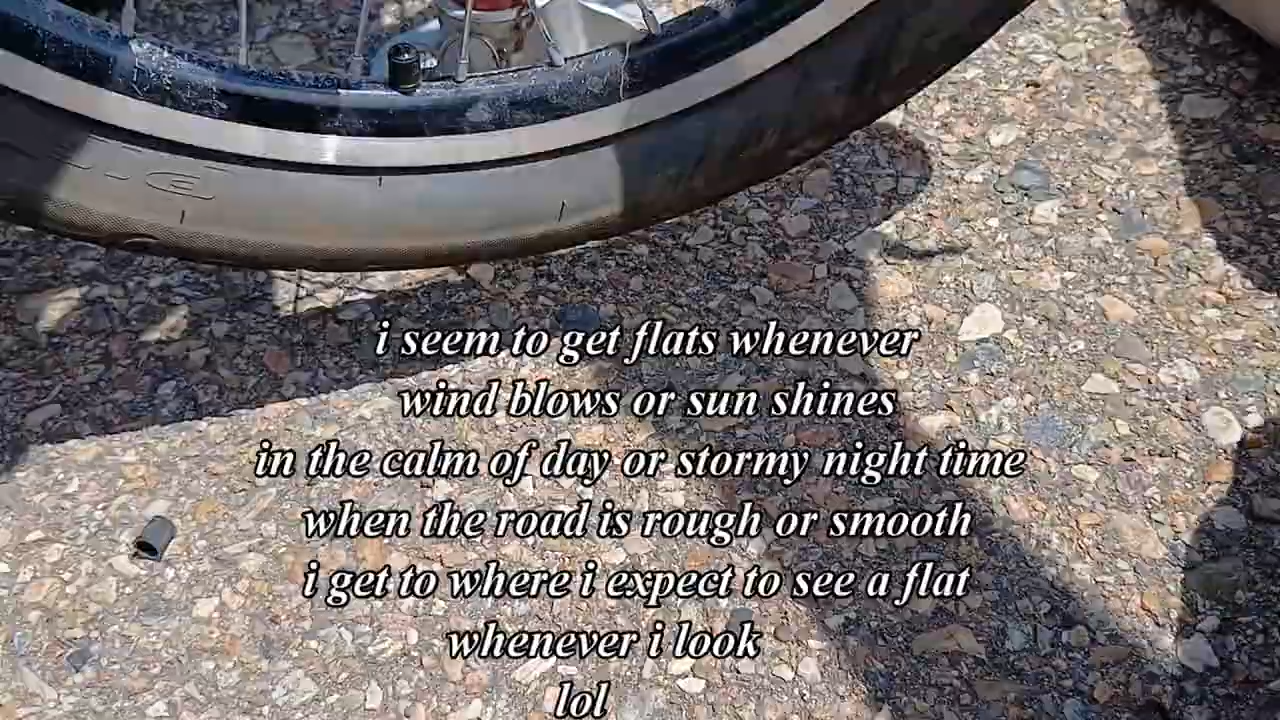 i seem to get flats whenever
wind blows or sun shines
in the calm of day or stormy night time
when the road is rough or smooth
i get to where i expect to see a flat
whenever i look
lol